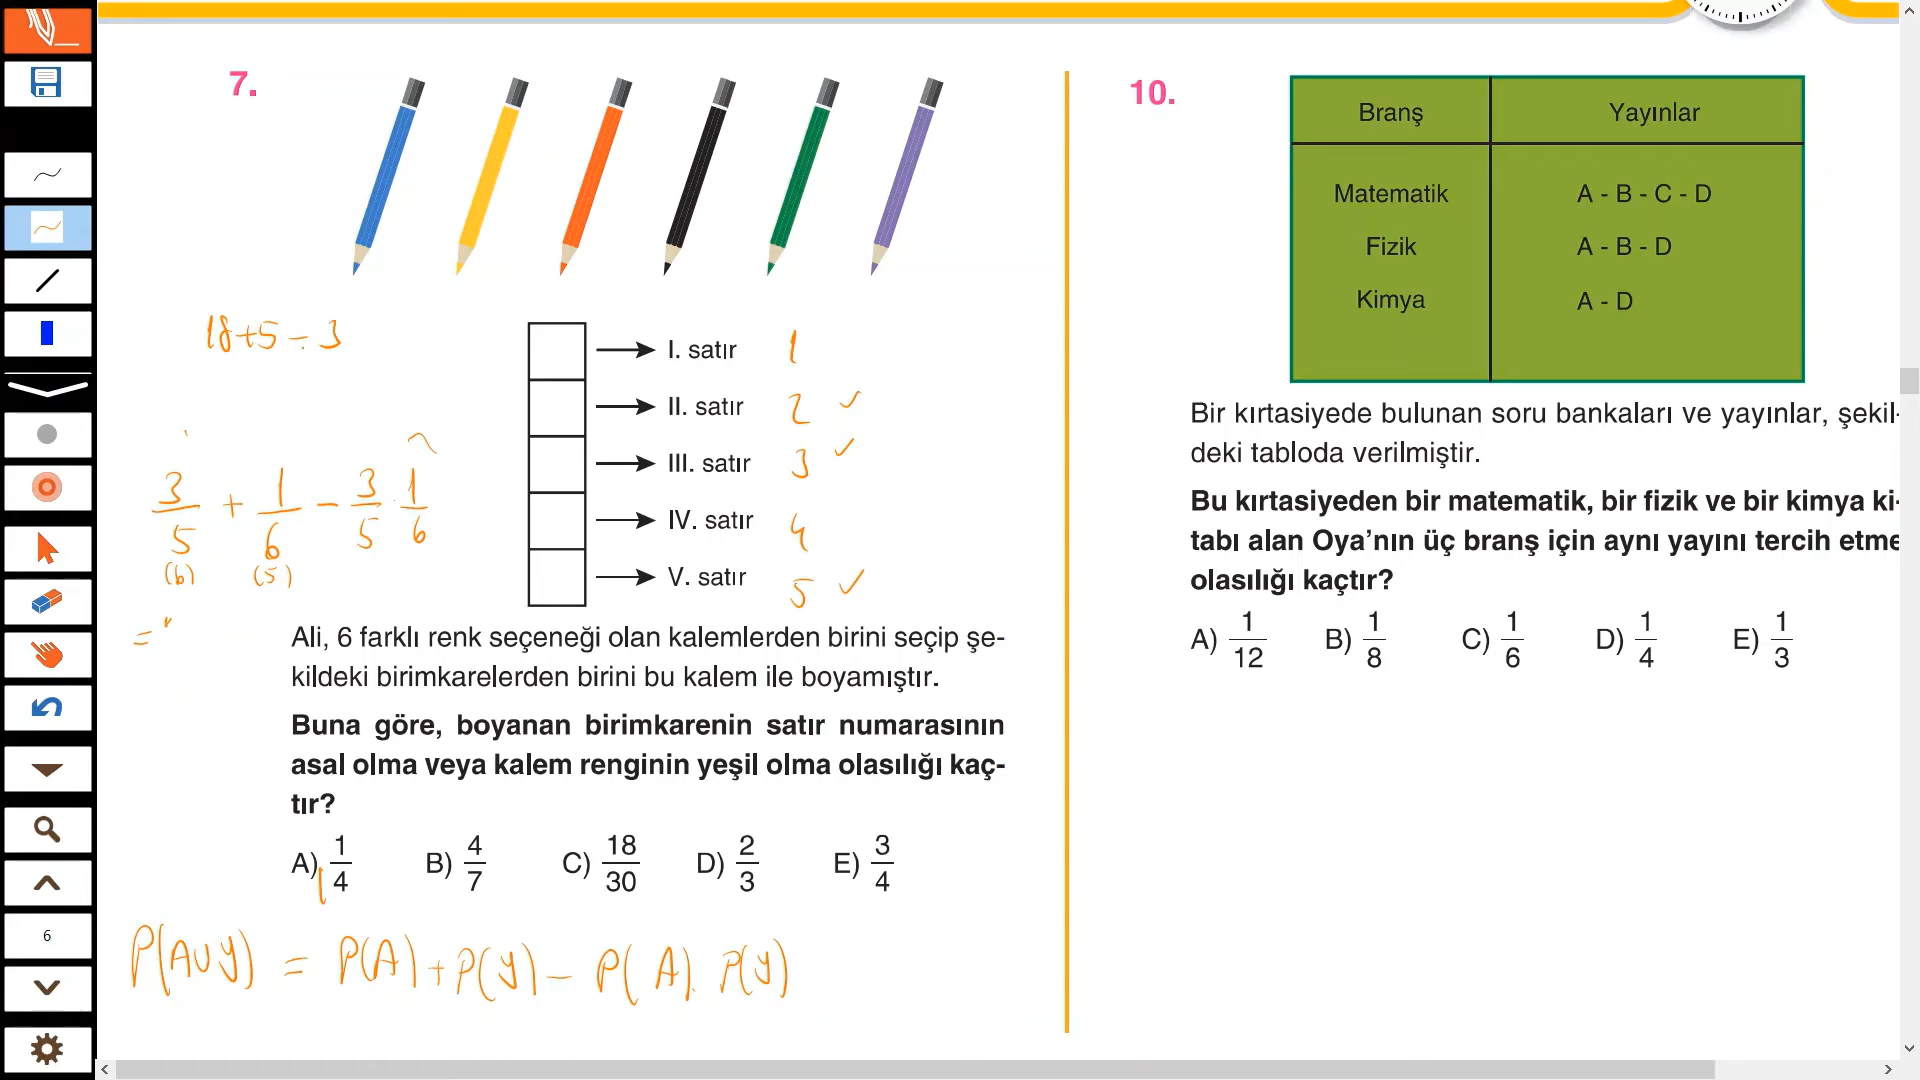 7.
18+5-3
I. satır 1
II. satır 2 ✓
III. satır 3 ✓
IV. satır 4
V. satır 5 ✓
3/5 + 1/6 - 3/5 . 1/6
(6) (5)
=
Ali, 6 farklı renk seçeneği olan kalemlerden birini seçip şe-
kildeki birimkarelerden birini bu kalem ile boyamıştır.
Buna göre, boyanan birimkarenin satır numarasının
asal olma veya kalem renginin yeşil olma olasılığı kaç-
tır?
A) 1/4 B) 4/7 C) 18/30 D) 2/3 E) 3/4
P(A∪Y) = P(A) + P(Y) - P(A). P(Y)
10.
Branş Yayınlar
Matematik A - B - C - D
Fizik A - B - D
Kimya A - D
Bir kırtasiyede bulunan soru bankaları ve yayınlar, şekil-
deki tabloda verilmiştir.
Bu kırtasiyeden bir matematik, bir fizik ve bir kimya ki-
tabı alan Oya’nın üç branş için aynı yayını tercih etme
olasılığı kaçtır?
A) 1/12 B) 1/8 C) 1/6 D) 1/4 E) 1/3
6